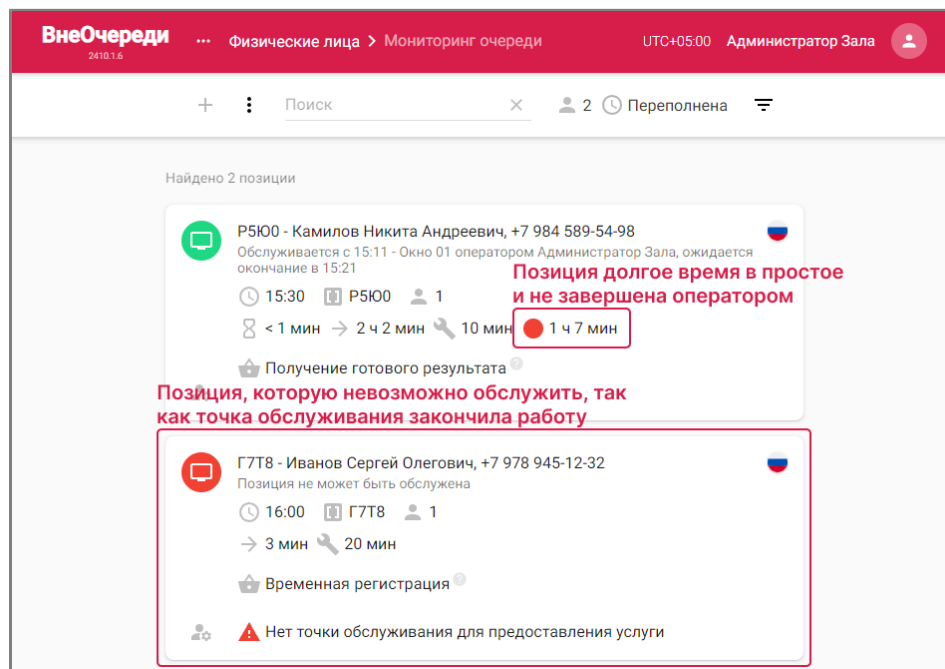 ВнеОчереди ··· Физические лица > Мониторинг очереди UTC+05:00 Администратор Зала
2410.1.6
Поиск 2 Переполнена
Найдено 2 позиции
Р5Ю0 - Камилов Никита Андреевич, +7 984 589-54-98
Обслуживается с 15:11 - Окно 01 оператором Администратор Зала, ожидается
окончание в 15:21
Позиция долгое время в простое
и не завершена оператором
15:30 Р5Ю0 1
< 1 мин → 2 ч 2 мин 10 мин 1 ч 7 мин
Получение готового результата ?
Позиция, которую невозможно обслужить, так
как точка обслуживания закончила работу
Г7Т8 - Иванов Сергей Олегович, +7 978 945-12-32
Позиция не может быть обслужена
16:00 Г7Т8 1
→ 3 мин 20 мин
Временная регистрация ?
Нет точки обслуживания для предоставления услуги